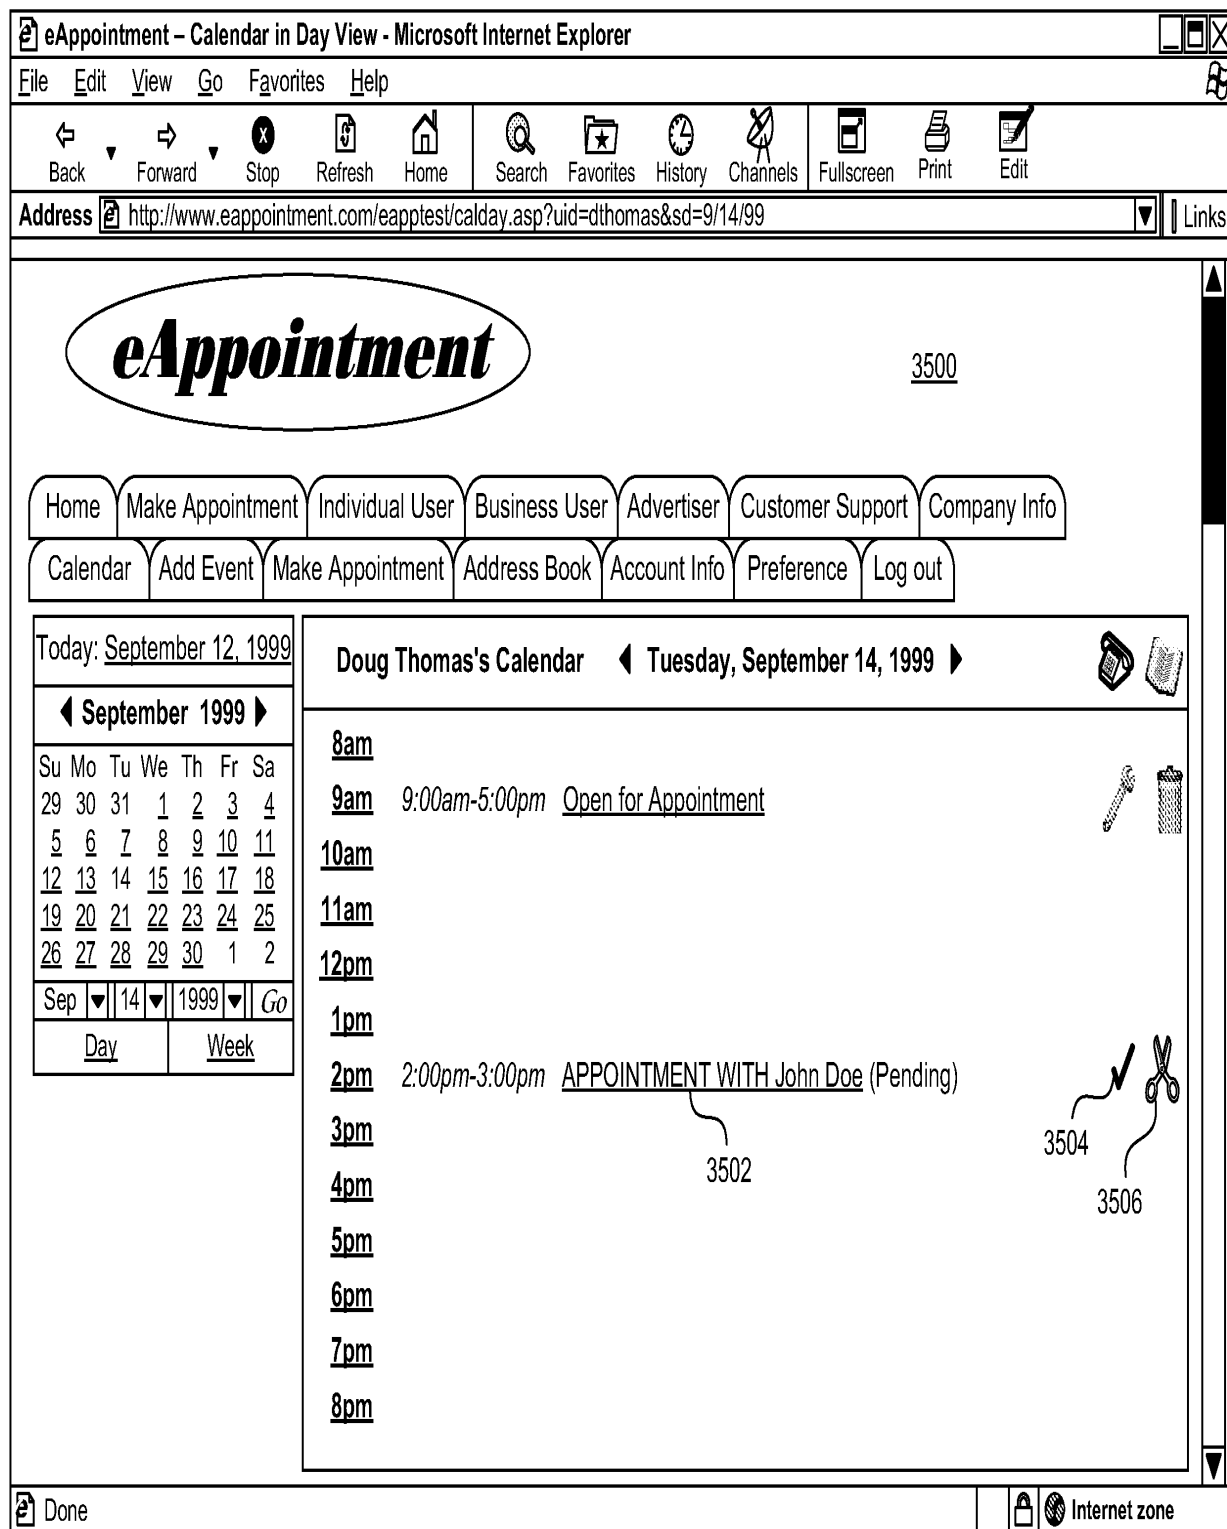 eAppointment – Calendar in Day View - Microsoft Internet Explorer
File Edit View Go Favorites Help
Back Forward Stop Refresh Home Search Favorites History Channels Fullscreen Print Edit
Address http://www.eappointment.com/eapptest/calday.asp?uid=dthomas&sd=9/14/99 Links
eAppointment
3500
Home Make Appointment Individual User Business User Advertiser Customer Support Company Info
Calendar Add Event Make Appointment Address Book Account Info Preference Log out
Today: September 12, 1999
September 1999
Su Mo Tu We Th Fr Sa
29 30 31 1 2 3 4
5 6 7 8 9 10 11
12 13 14 15 16 17 18
19 20 21 22 23 24 25
26 27 28 29 30 1 2
Sep 14 1999 Go
Day Week
Doug Thomas's Calendar Tuesday, September 14, 1999
8am
9am 9:00am-5:00pm Open for Appointment
10am
11am
12pm
1pm
2pm 2:00pm-3:00pm APPOINTMENT WITH John Doe (Pending)
3pm
3502
3504
3506
4pm
5pm
6pm
7pm
8pm
Done Internet zone